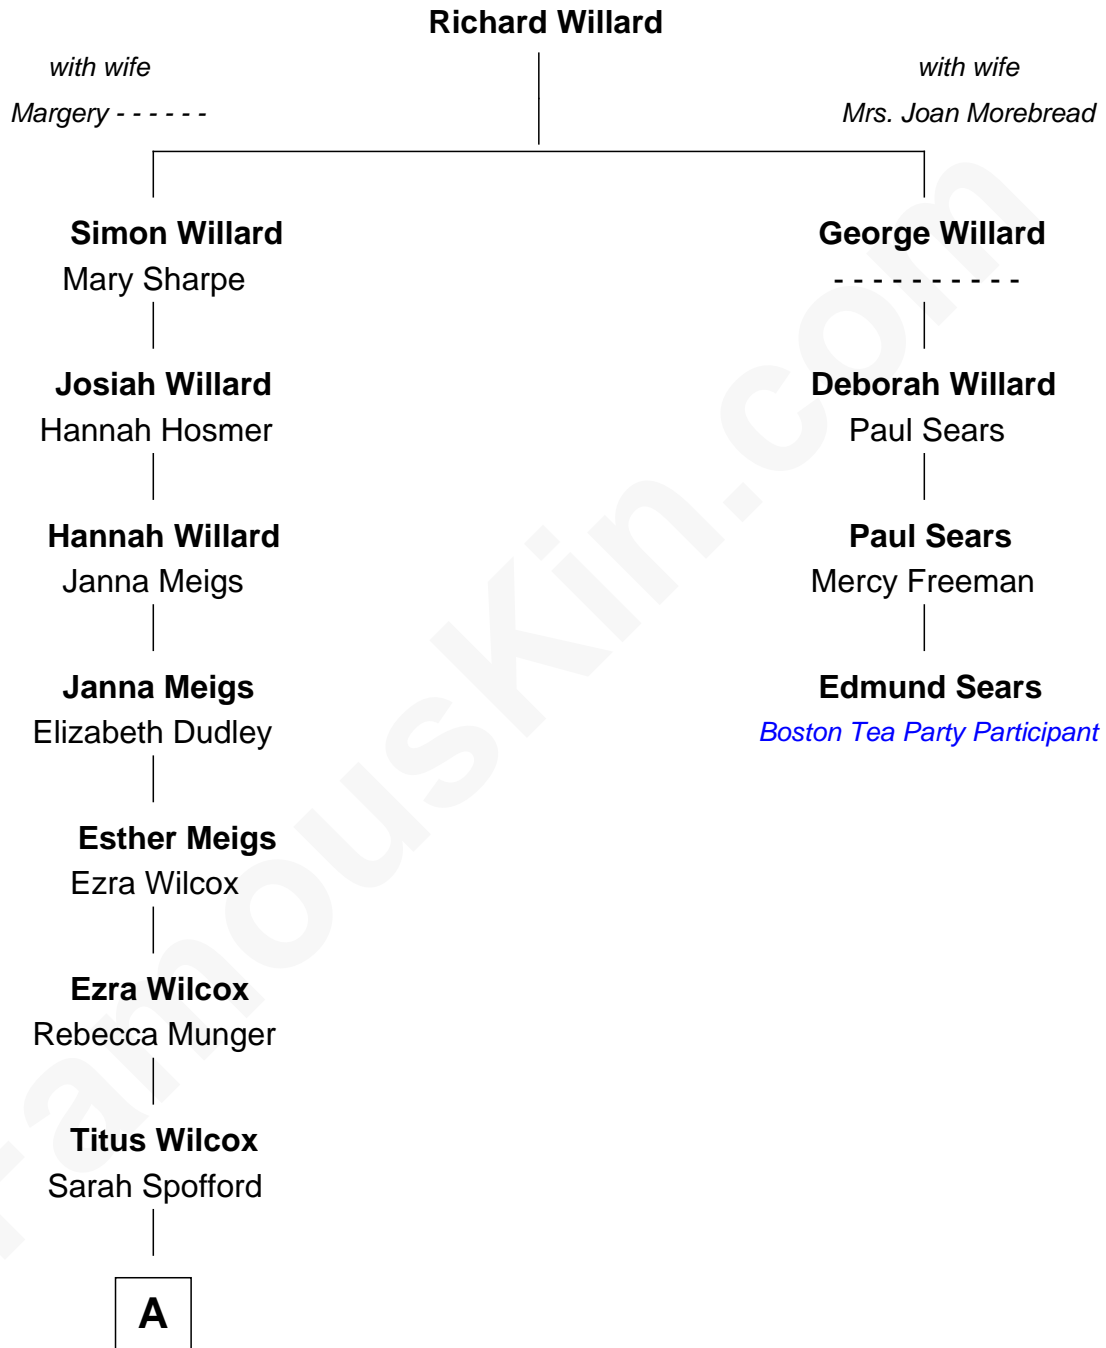 Richard Willard
with wife
Margery - - - - - -
with wife
Mrs. Joan Morebread
Simon Willard
Mary Sharpe
George Willard
- - - - - - - - - -
Josiah Willard
Hannah Hosmer
Deborah Willard
Paul Sears
Hannah Willard
Janna Meigs
Paul Sears
Mercy Freeman
Janna Meigs
Elizabeth Dudley
Edmund Sears
Boston Tea Party Participant
Esther Meigs
Ezra Wilcox
Ezra Wilcox
Rebecca Munger
Titus Wilcox
Sarah Spofford
A
FamousKin.com